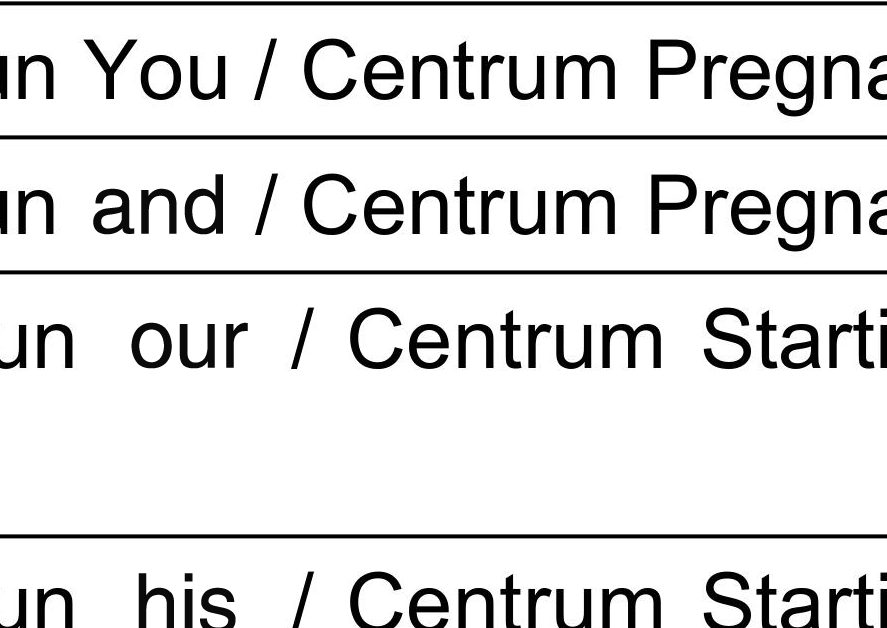 un You / Centrum Pregna
un and / Centrum Pregna
un our / Centrum Starti
un his / Centrum Starti